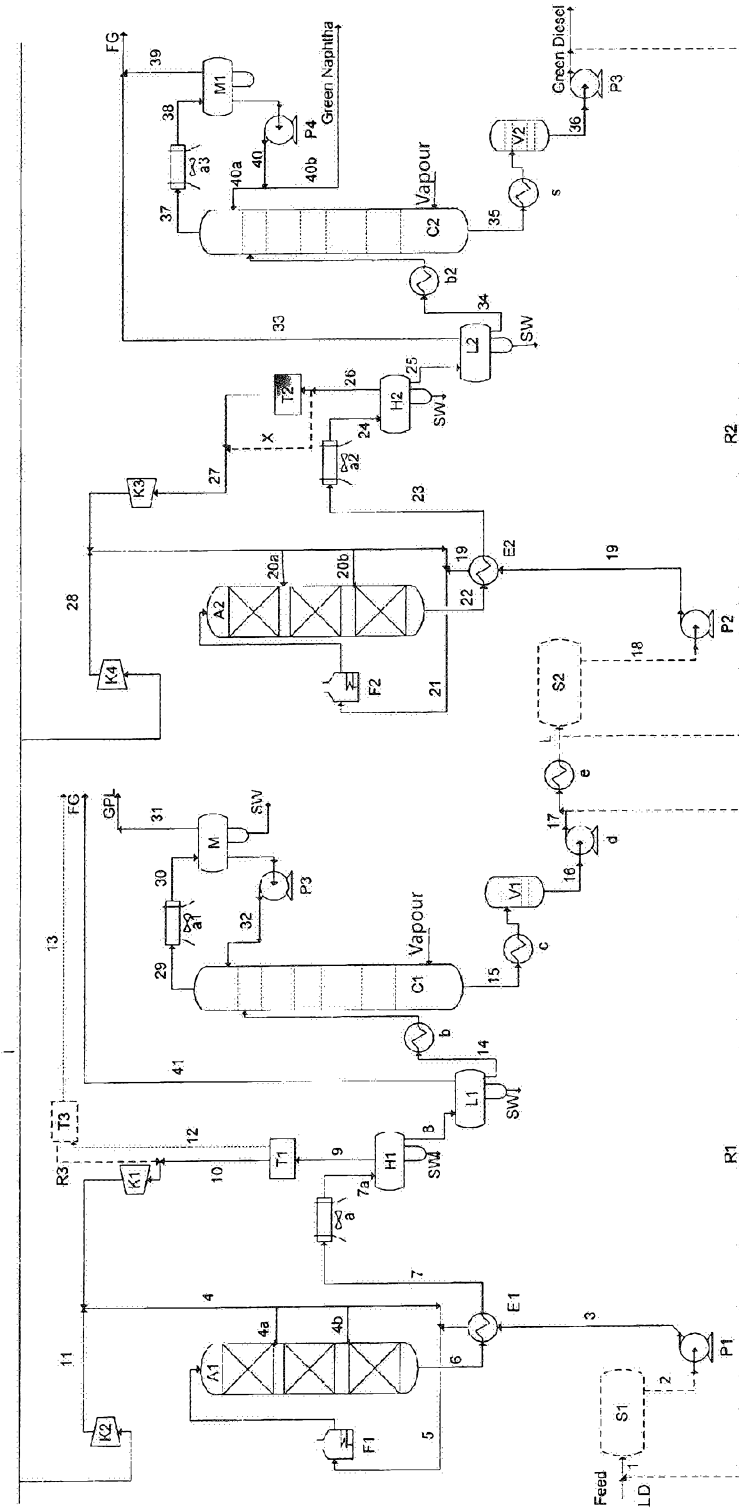 I
11
K2
4
K1
R3
10
12
T3
13
FG
GPL
31
41
A1
4a
4b
5
6
F1
7
E1
3
a
7a
9
T1
H1
SW
8
L1
SW
14
b
29
a1
30
M
SW
32
P3
C1
Vapour
15
c
V1
16
d
17
e
Feed
1
LD
S1
2
P1
R1
28
K4
K3
27
X
T2
26
A2
20a
20b
21
22
F2
19
E2
23
a2
24
H2
SW
25
L2
SW
34
33
b2
19
L
S2
18
P2
R2
37
a3
38
M1
39
FG
40
40a
40b
P4
Green Naphtha
C2
Vapour
35
s
V2
36
P3
Green Diesel